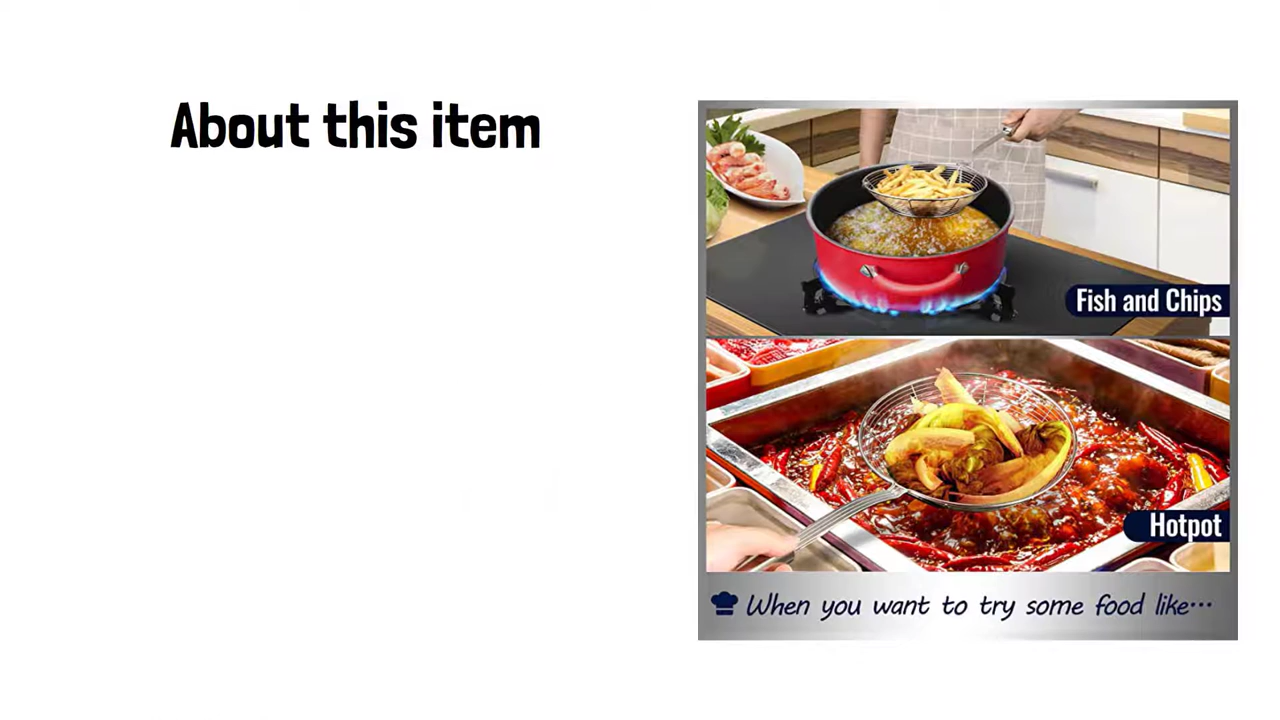 About this item
Fish and Chips
Hotpot
When you want to try some food like···